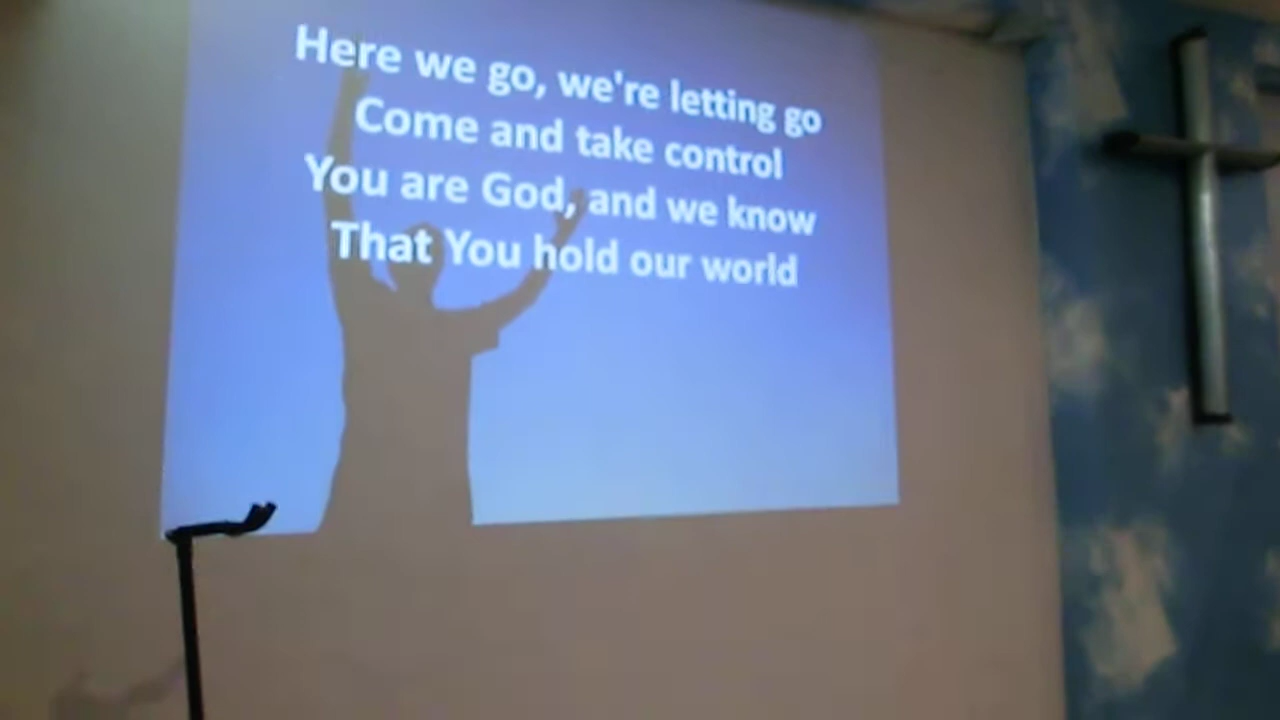 Here we go, we're letting go
Come and take control
You are God, and we know
That You hold our world